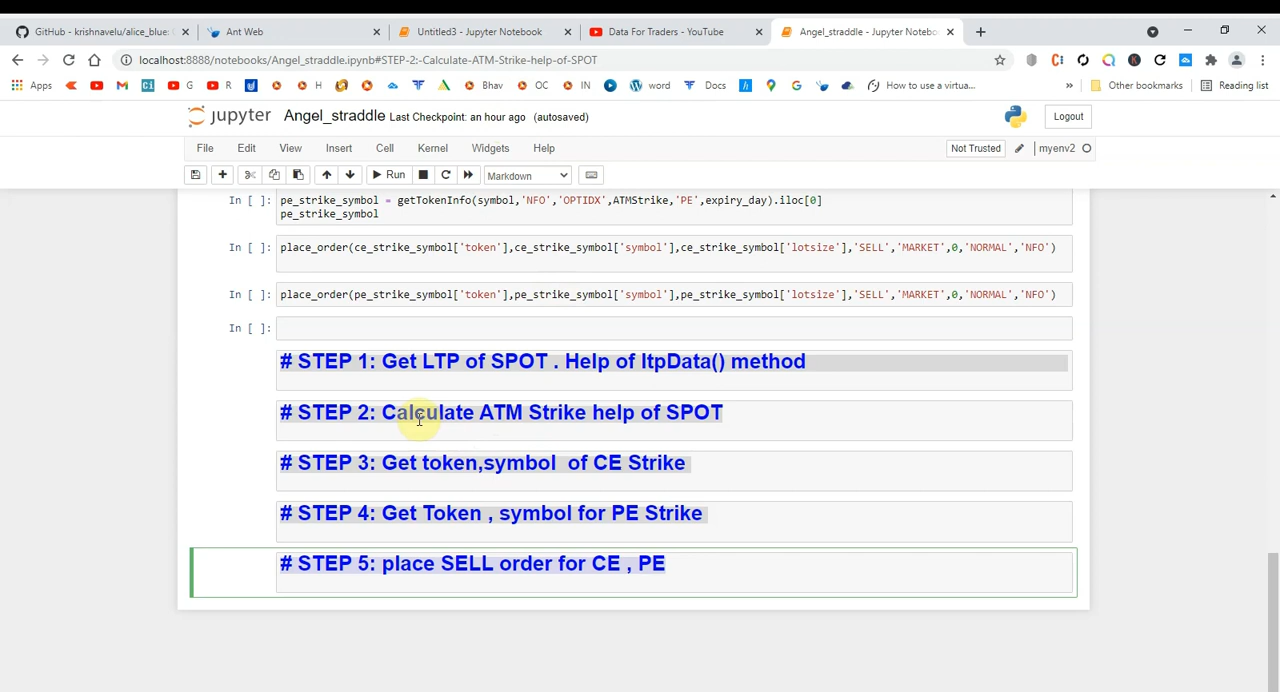 GitHub - krishnavelu/alice_blue:
Ant Web
Untitled3 - Jupyter Notebook
Data For Traders - YouTube
Angel_straddle - Jupyter Noteboo
localhost:8888/notebooks/Angel_straddle.ipynb#STEP-2:-Calculate-ATM-Strike-help-of-SPOT
Apps
G
R
H
Bhav
OC
IN
word
Docs
How to use a virtua...
Other bookmarks
Reading list
jupyter Angel_straddle Last Checkpoint: an hour ago (autosaved)
Logout
File Edit View Insert Cell Kernel Widgets Help
Not Trusted
myenv2
Run
Markdown
In [ ]: pe_strike_symbol = getTokenInfo(symbol,'NFO','OPTIDX',ATMStrike,'PE',expiry_day).iloc[0]
pe_strike_symbol
In [ ]: place_order(ce_strike_symbol['token'],ce_strike_symbol['symbol'],ce_strike_symbol['lotsize'],'SELL','MARKET',0,'NORMAL','NFO')
In [ ]: place_order(pe_strike_symbol['token'],pe_strike_symbol['symbol'],pe_strike_symbol['lotsize'],'SELL','MARKET',0,'NORMAL','NFO')
In [ ]:
# STEP 1: Get LTP of SPOT . Help of ltpData() method
# STEP 2: Calculate ATM Strike help of SPOT
# STEP 3: Get token,symbol of CE Strike
# STEP 4: Get Token , symbol for PE Strike
# STEP 5: place SELL order for CE , PE